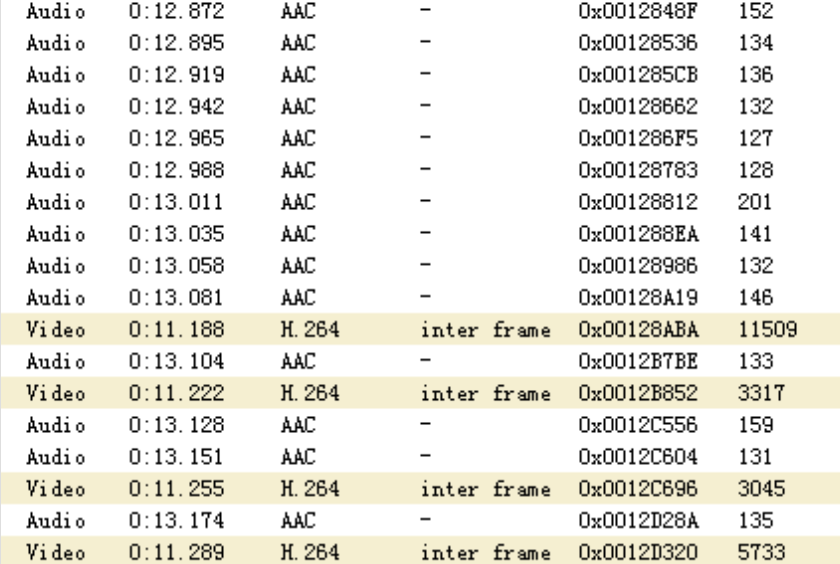 Audio 0:12.872 AAC - 0x0012848F 152
Audio 0:12.895 AAC - 0x00128536 134
Audio 0:12.919 AAC - 0x001285CB 136
Audio 0:12.942 AAC - 0x00128662 132
Audio 0:12.965 AAC - 0x001286F5 127
Audio 0:12.988 AAC - 0x00128783 128
Audio 0:13.011 AAC - 0x00128812 201
Audio 0:13.035 AAC - 0x001288EA 141
Audio 0:13.058 AAC - 0x00128986 132
Audio 0:13.081 AAC - 0x00128A19 146
Video 0:11.188 H.264 inter frame 0x00128ABA 11509
Audio 0:13.104 AAC - 0x0012B7BE 133
Video 0:11.222 H.264 inter frame 0x0012B852 3317
Audio 0:13.128 AAC - 0x0012C556 159
Audio 0:13.151 AAC - 0x0012C604 131
Video 0:11.255 H.264 inter frame 0x0012C696 3045
Audio 0:13.174 AAC - 0x0012D28A 135
Video 0:11.289 H.264 inter frame 0x0012D320 5733